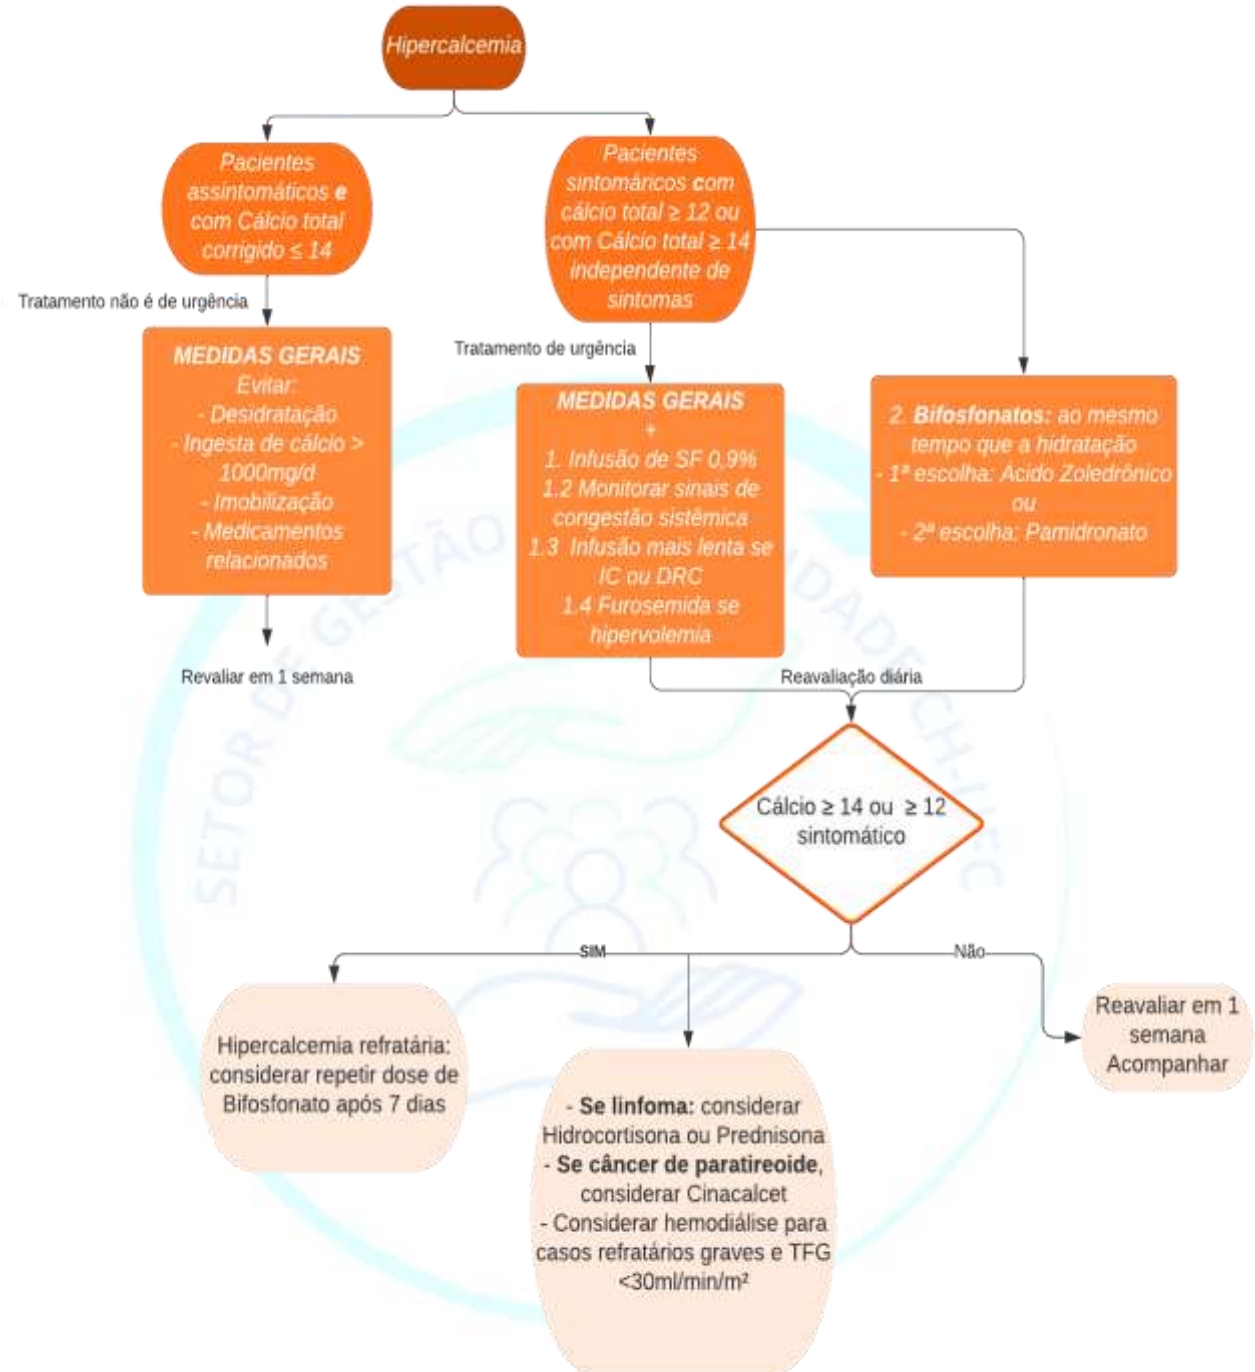 Hipercalcemia
Pacientes
assintomáticos e
com Cálcio total
corrigido ≤ 14
Pacientes
sintomáricos com
cálcio total ≥ 12 ou
com Cálcio total ≥ 14
independente de
sintomas
Tratamento não é de urgência
Tratamento de urgência
MEDIDAS GERAIS
Evitar:
- Desidratação
- Ingesta de cálcio >
1000mg/d
- Imobilização
- Medicamentos
relacionados
MEDIDAS GERAIS
+
1. Infusão de SF 0,9%
1.2 Monitorar sinais de
congestão sistêmica
1.3 Infusão mais lenta se
IC ou DRC
1.4 Furosemida se
hipervolemia
2. Bifosfonatos: ao mesmo
tempo que a hidratação
- 1ª escolha: Acido Zoledrônico
ou
- 2ª escolha: Pamidronato
Revaliar em 1 semana
Reavaliação diária
Cálcio ≥ 14 ou ≥ 12
sintomático
SIM
Não
Hipercalcemia refratária:
considerar repetir dose de
Bifosfonato após 7 dias
- Se linfoma: considerar
Hidrocortisona ou Prednisona
- Se câncer de paratireoide,
considerar Cinacalcet
- Considerar hemodiálise para
casos refratários graves e TFG
<30ml/min/m²
Reavaliar em 1
semana
Acompanhar
SETOR DE GESTÃO